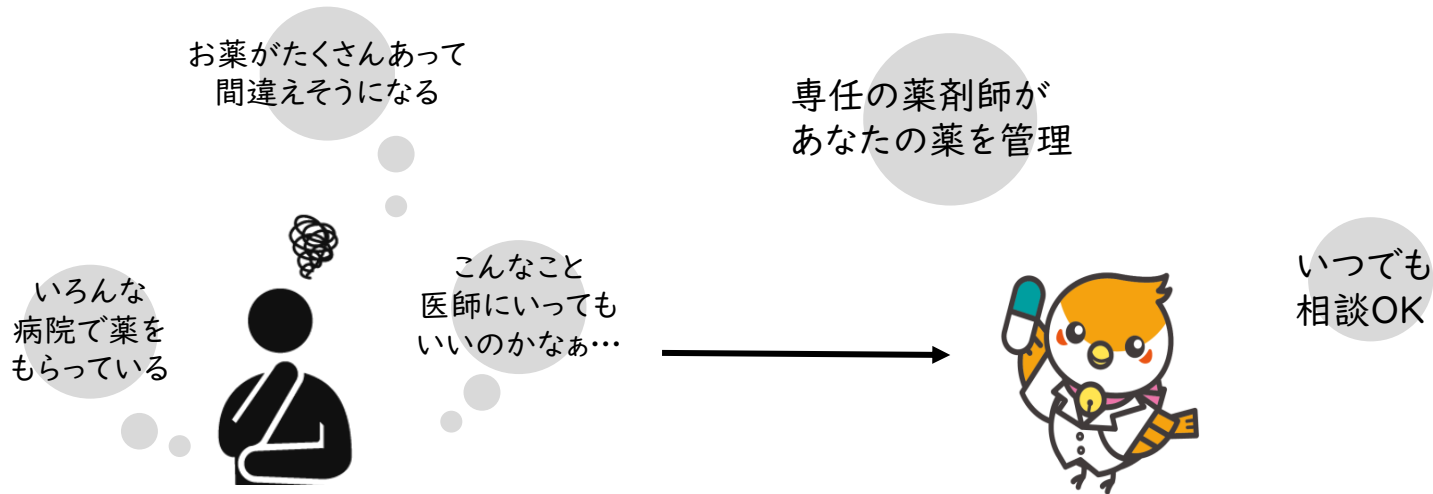 お薬がたくさんあって
間違えそうになる
いろんな
病院で薬を
もらっている
こんなこと
医師にいっても
いいのかなぁ…
専任の薬剤師が
あなたの薬を管理
いつでも
相談OK